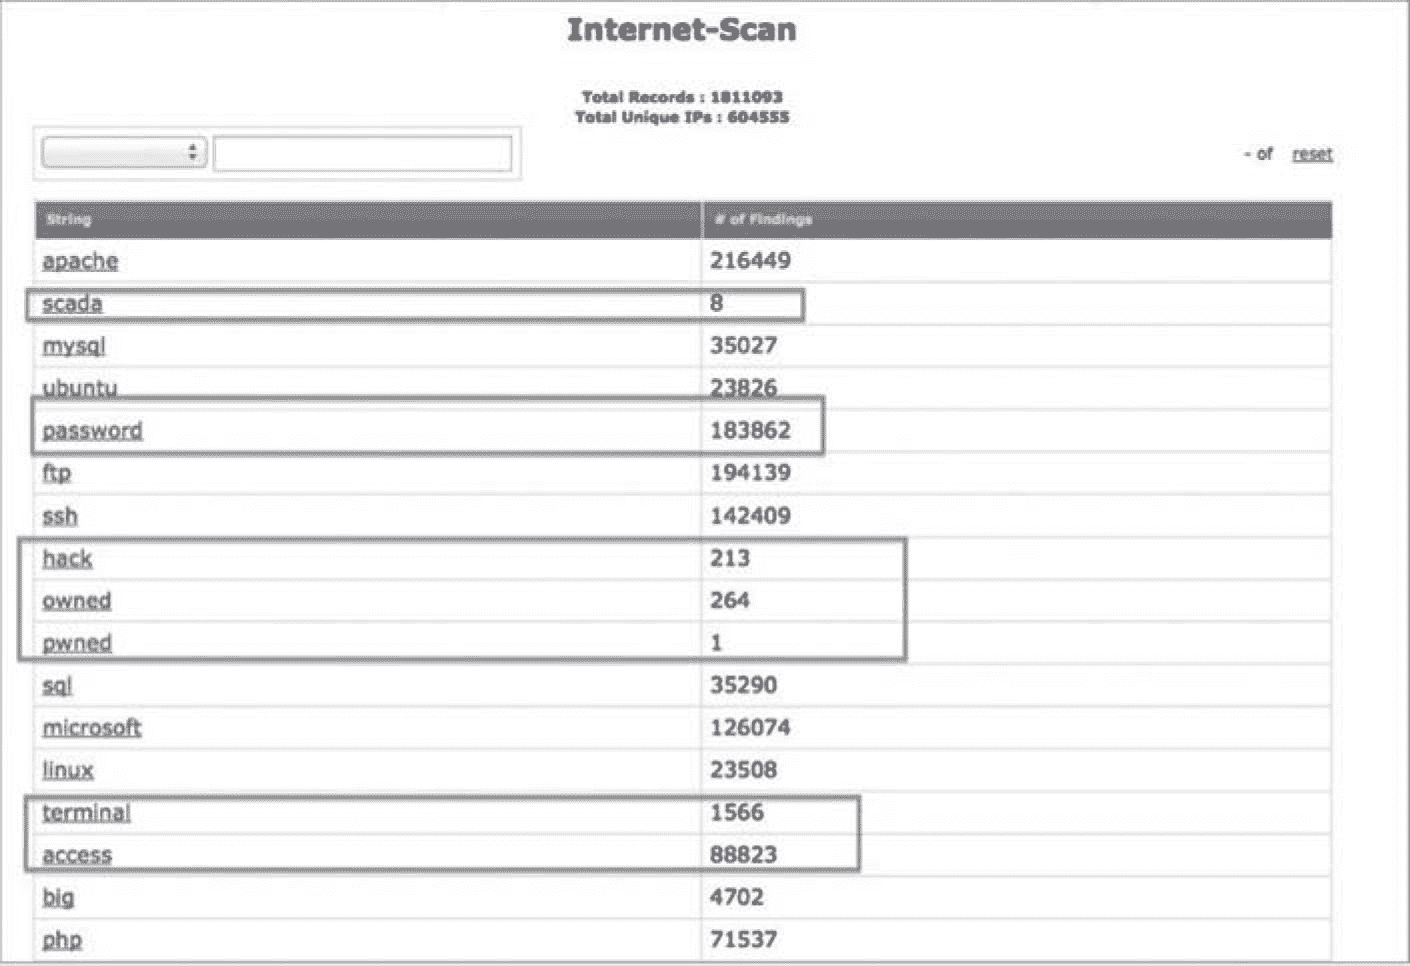 Internet-Scan
Total Records : 1811093
Total Unique IPs : 604555
- of reset
String # of Findings
apache 216449
scada 8
mysql 35027
ubuntu 23826
password 183862
ftp 194139
ssh 142409
hack 213
owned 264
pwned 1
sql 35290
microsoft 126074
linux 23508
terminal 1566
access 88823
big 4702
php 71537